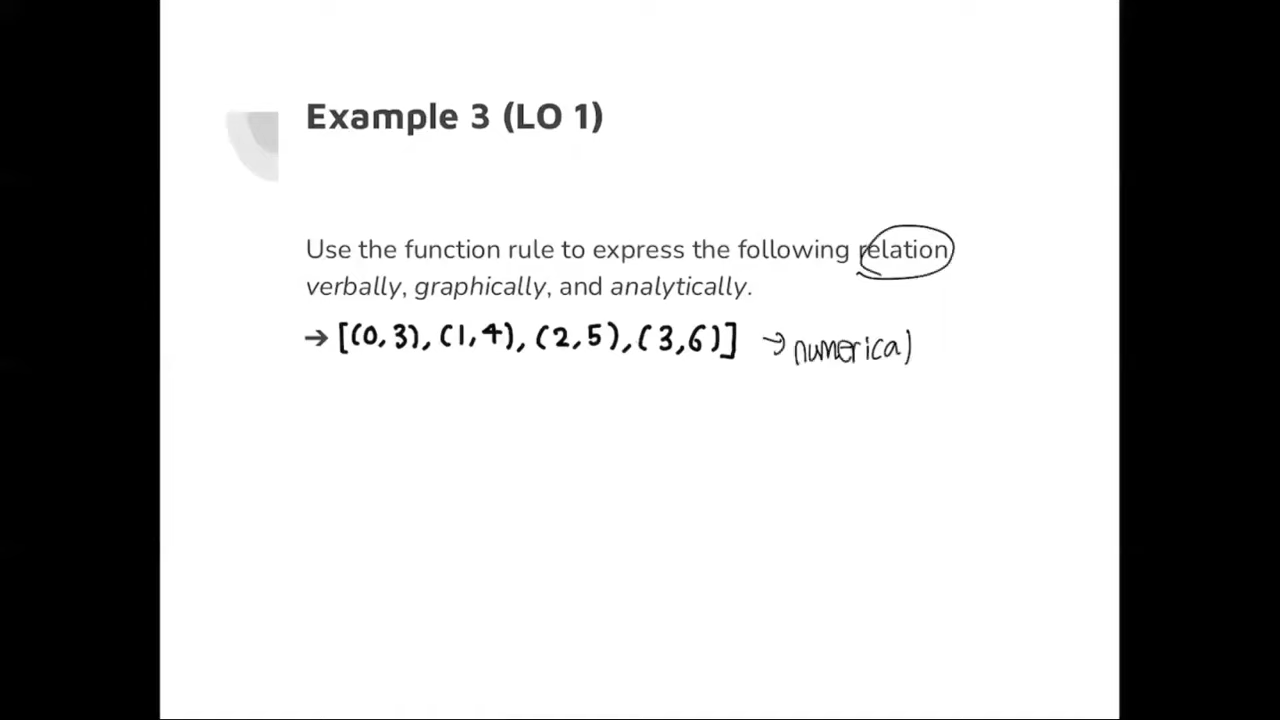 Example 3 (LO 1)
Use the function rule to express the following relation
verbally, graphically, and analytically.
→ [(0,3),(1,4),(2,5),(3,6)] → numerical